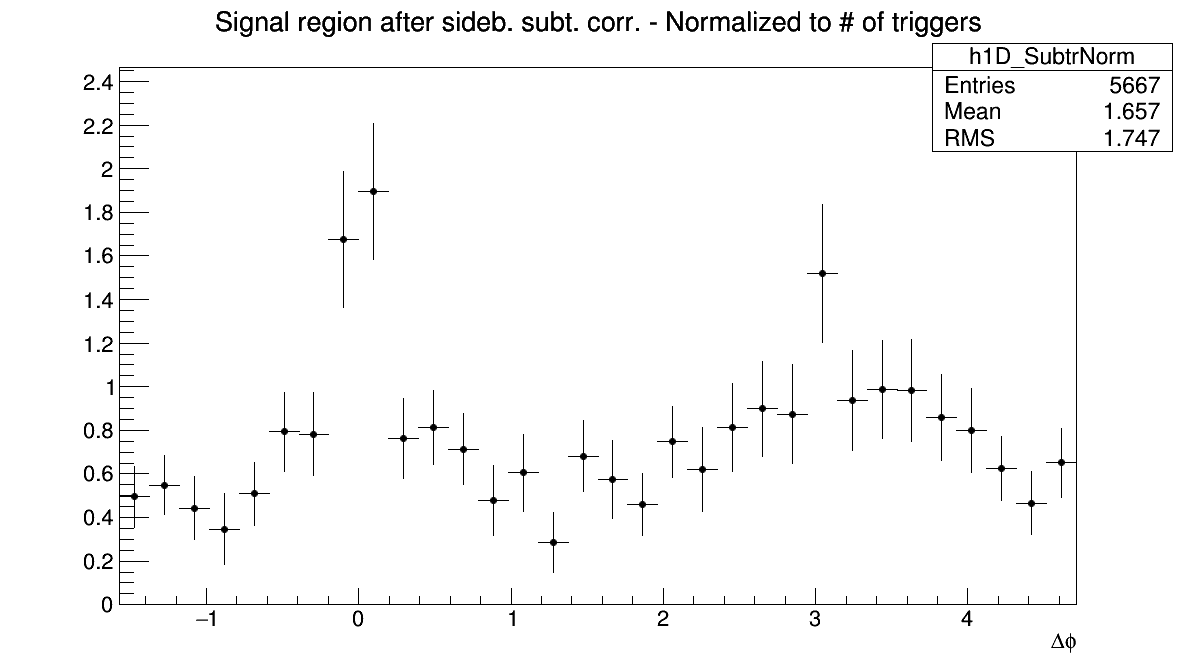 Signal region after sideb. subt. corr. - Normalized to # of triggers
h1D_SubtrNorm
Entries 5667
Mean 1.657
RMS 1.747
2.4
2.2
2
1.8
1.6
1.4
1.2
1
0.8
0.6
0.4
0.2
0
−1 0 1 2 3 4
Δϕ